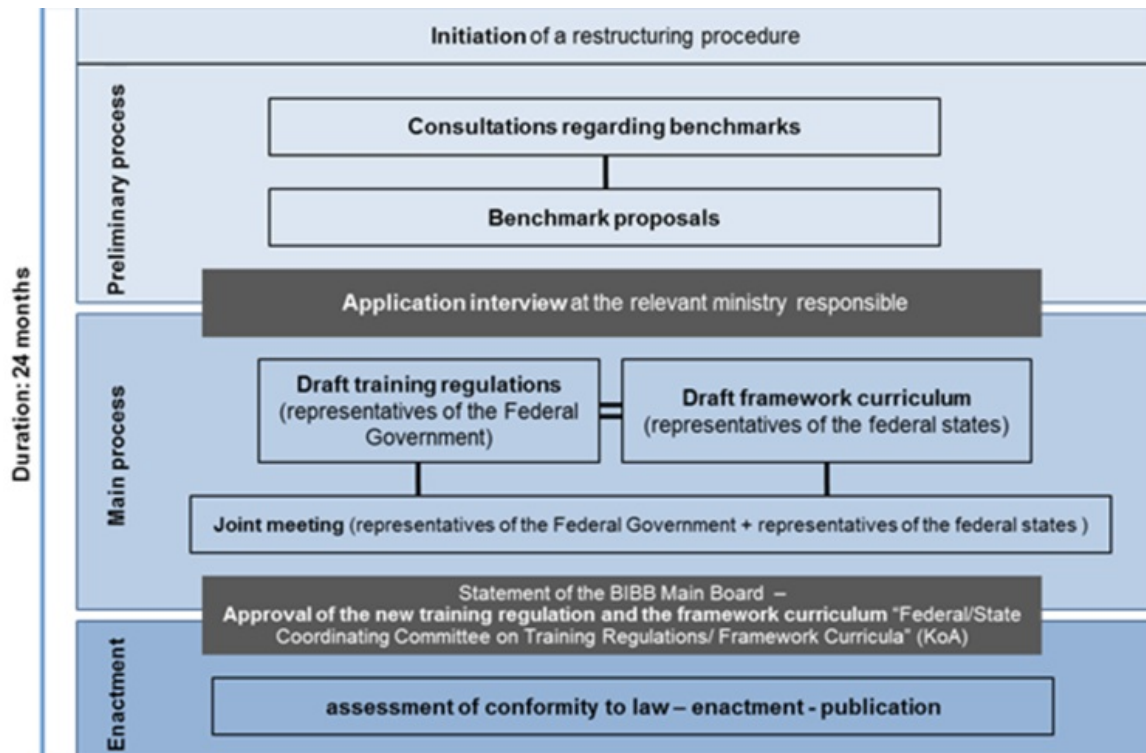 Initiation of a restructuring procedure
Preliminary process
Consultations regarding benchmarks
Benchmark proposals
Application interview at the relevant ministry responsible
Duration: 24 months
Main process
Draft training regulations
(representatives of the Federal
Government)
Draft framework curriculum
(representatives of the federal states)
Joint meeting (representatives of the Federal Government + representatives of the federal states )
Statement of the BIBB Main Board –
Approval of the new training regulation and the framework curriculum "Federal/State
Coordinating Committee on Training Regulations/ Framework Curricula" (KoA)
Enactment
assessment of conformity to law – enactment - publication